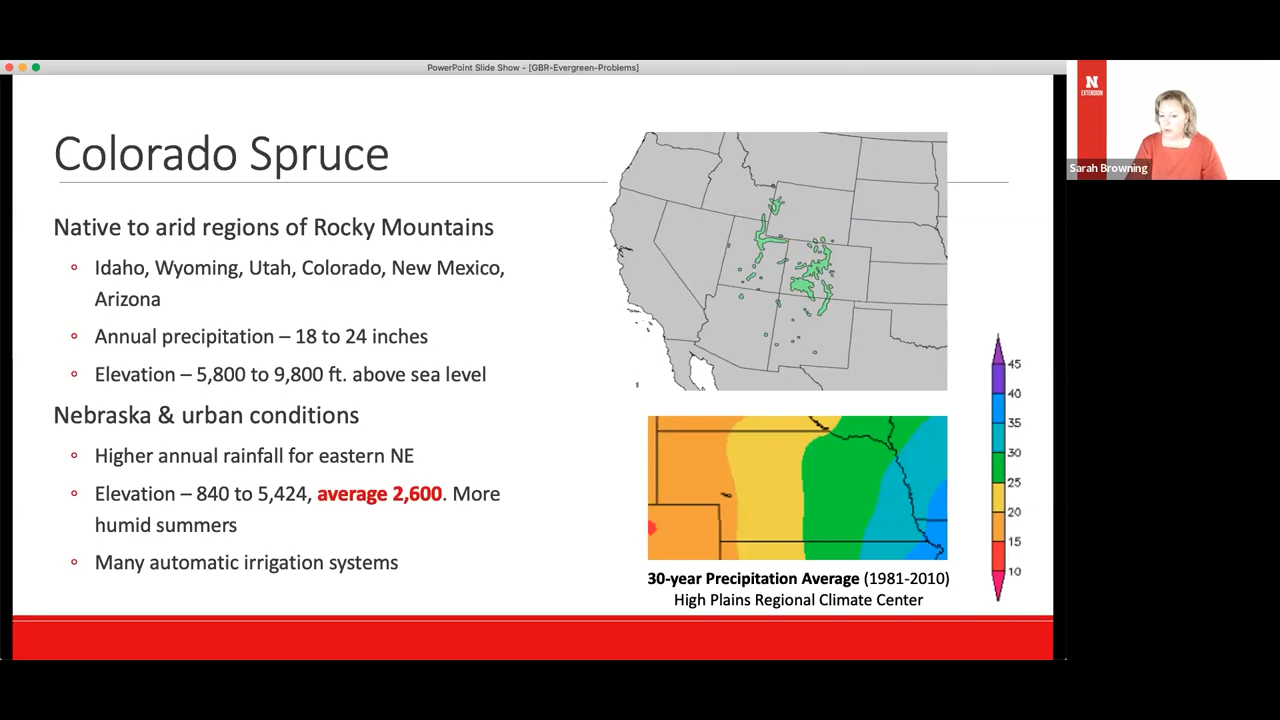 PowerPoint Slide Show - [GBR-Evergreen-Problems]
N
EXTENSION
Sarah Browning
Colorado Spruce
Native to arid regions of Rocky Mountains
Idaho, Wyoming, Utah, Colorado, New Mexico,
Arizona
Annual precipitation – 18 to 24 inches
Elevation – 5,800 to 9,800 ft. above sea level
Nebraska & urban conditions
Higher annual rainfall for eastern NE
Elevation – 840 to 5,424, average 2,600. More
humid summers
Many automatic irrigation systems
45
40
35
30
25
20
15
10
30-year Precipitation Average (1981-2010)
High Plains Regional Climate Center